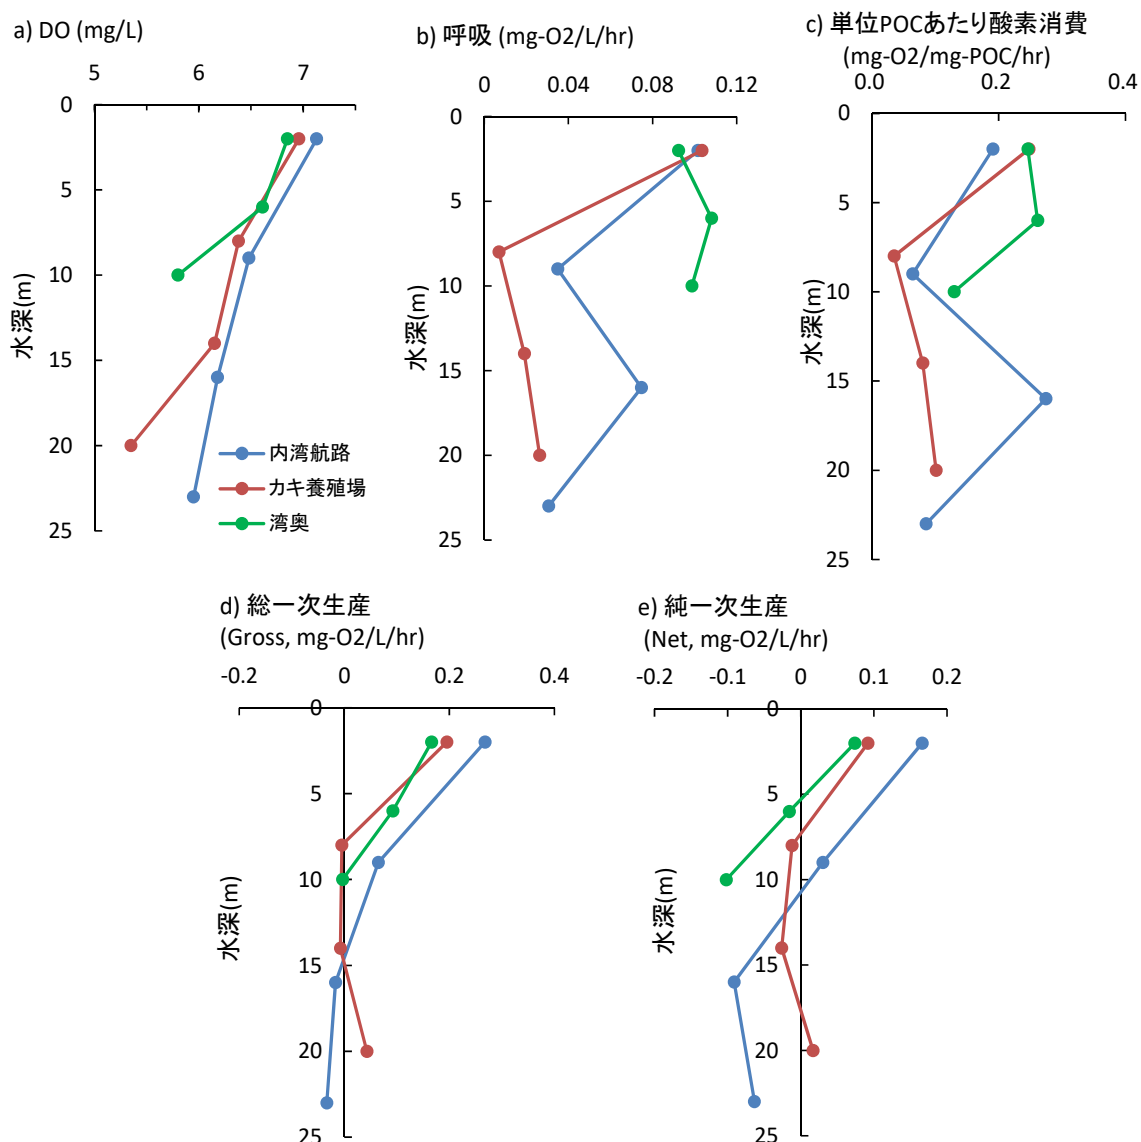 a) DO (mg/L)
5 6 7
0
5
10
15
20
25
水深(m)
内湾航路
カキ養殖場
湾奥
b) 呼吸 (mg-O2/L/hr)
0 0.04 0.08 0.12
0
5
10
15
20
25
水深(m)
c) 単位POCあたり酸素消費
(mg-O2/mg-POC/hr)
0.0 0.2 0.4
0
5
10
15
20
25
水深(m)
d) 総一次生産
(Gross, mg-O2/L/hr)
-0.2 0 0.2 0.4
0
5
10
15
20
25
水深(m)
e) 純一次生産
(Net, mg-O2/L/hr)
-0.2 -0.1 0 0.1 0.2
0
5
10
15
20
25
水深(m)